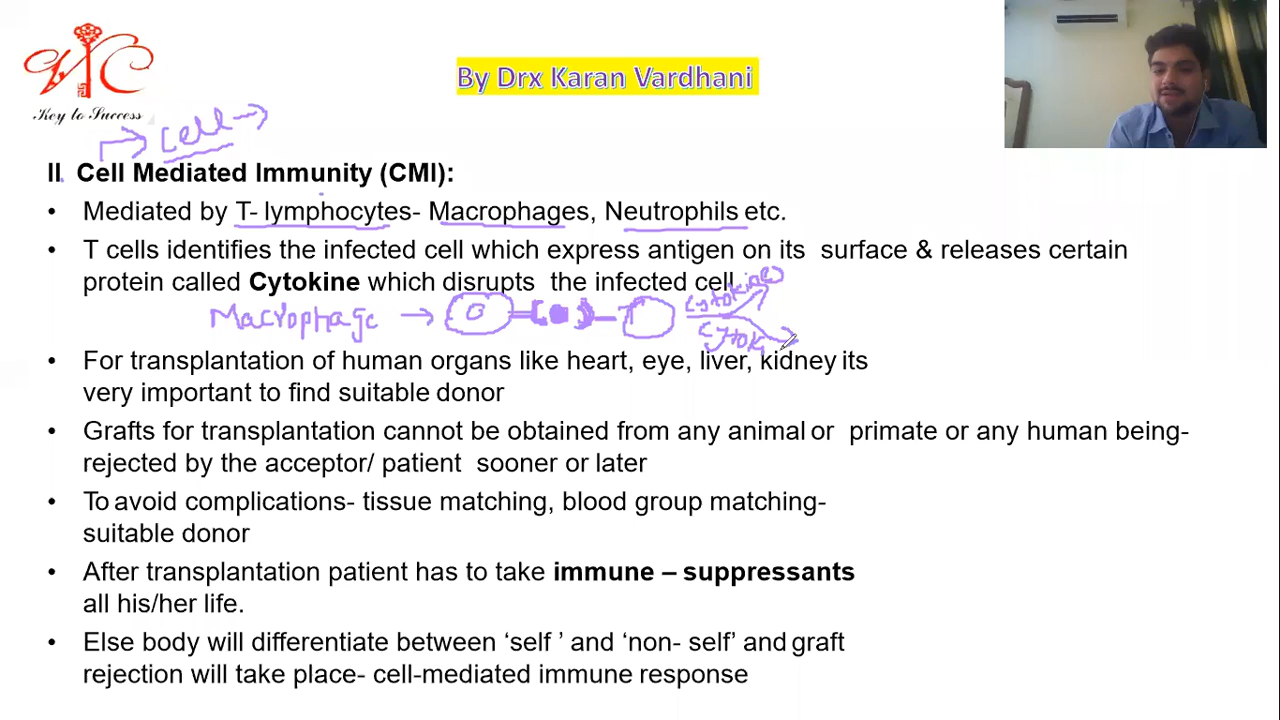 Key to Success
By Drx Karan Vardhani
cell
II. Cell Mediated Immunity (CMI):
• Mediated by T- lymphocytes- Macrophages, Neutrophils etc.
• T cells identifies the infected cell which express antigen on its surface & releases certain
protein called Cytokine which disrupts the infected cell
Macrophage → T Cytokine(s)
Cytoki
• For transplantation of human organs like heart, eye, liver, kidney its
very important to find suitable donor
• Grafts for transplantation cannot be obtained from any animal or primate or any human being-
rejected by the acceptor/ patient sooner or later
• To avoid complications- tissue matching, blood group matching-
suitable donor
• After transplantation patient has to take immune – suppressants
all his/her life.
• Else body will differentiate between ‘self ’ and ‘non- self’ and graft
rejection will take place- cell-mediated immune response